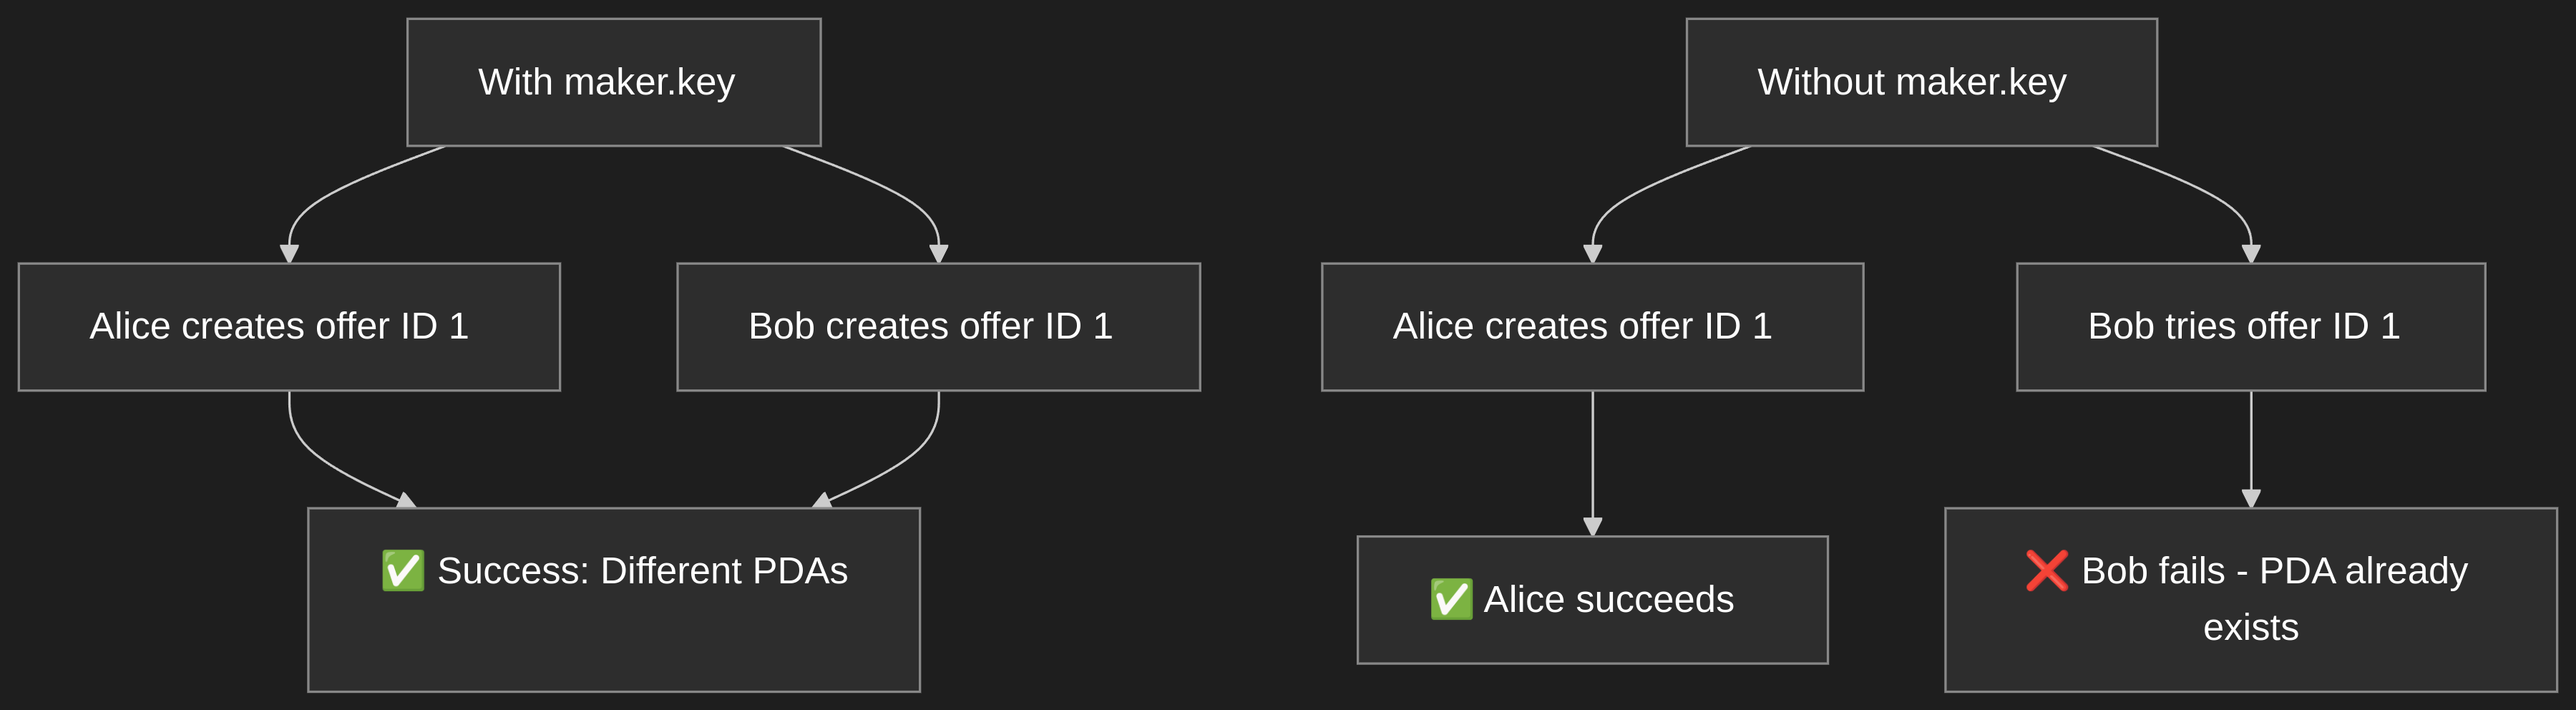 With maker.key
Without maker.key
Alice creates offer ID 1
Bob creates offer ID 1
Alice creates offer ID 1
Bob tries offer ID 1
✅ Success: Different PDAs
✅ Alice succeeds
❌ Bob fails - PDA already
exists